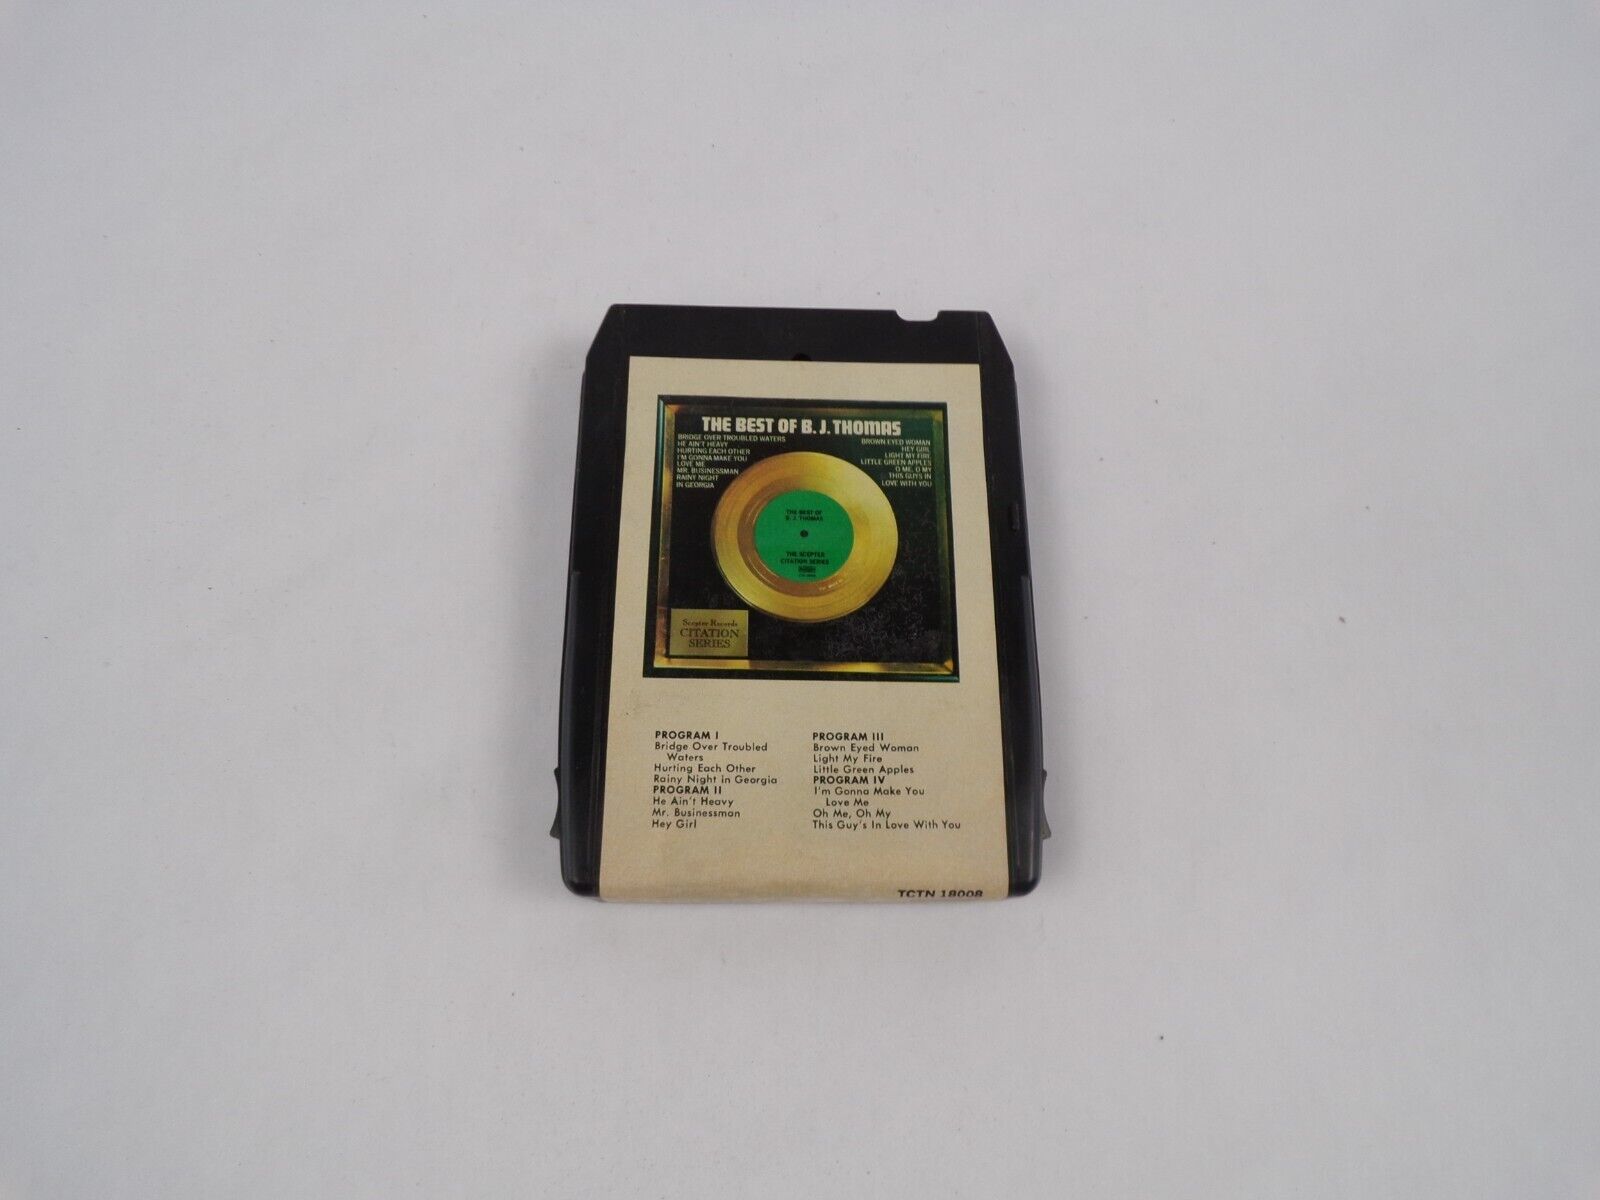 THE BEST OF B. J. THOMAS
BRIDGE OVER TROUBLED WATERS
HE AIN'T HEAVY
HURTING EACH OTHER
I'M GONNA MAKE YOU
LOVE ME
MR. BUSINESSMAN
RAINY NIGHT
IN GEORGIA
BROWN EYED WOMAN
HEY GIRL
LIGHT MY FIRE
LITTLE GREEN APPLES
O ME, O MY
THIS GUYS IN
LOVE WITH YOU
THE BEST OF
B. J. THOMAS
THE SCEPTER
CITATION SERIES
Scepter Records
CITATION
SERIES
PROGRAM I
Bridge Over Troubled
Waters
Hurting Each Other
Rainy Night in Georgia
PROGRAM II
He Ain't Heavy
Mr. Businessman
Hey Girl
PROGRAM III
Brown Eyed Woman
Light My Fire
Little Green Apples
PROGRAM IV
I'm Gonna Make You
Love Me
Oh Me, Oh My
This Guy's In Love With You
TCTN 18008